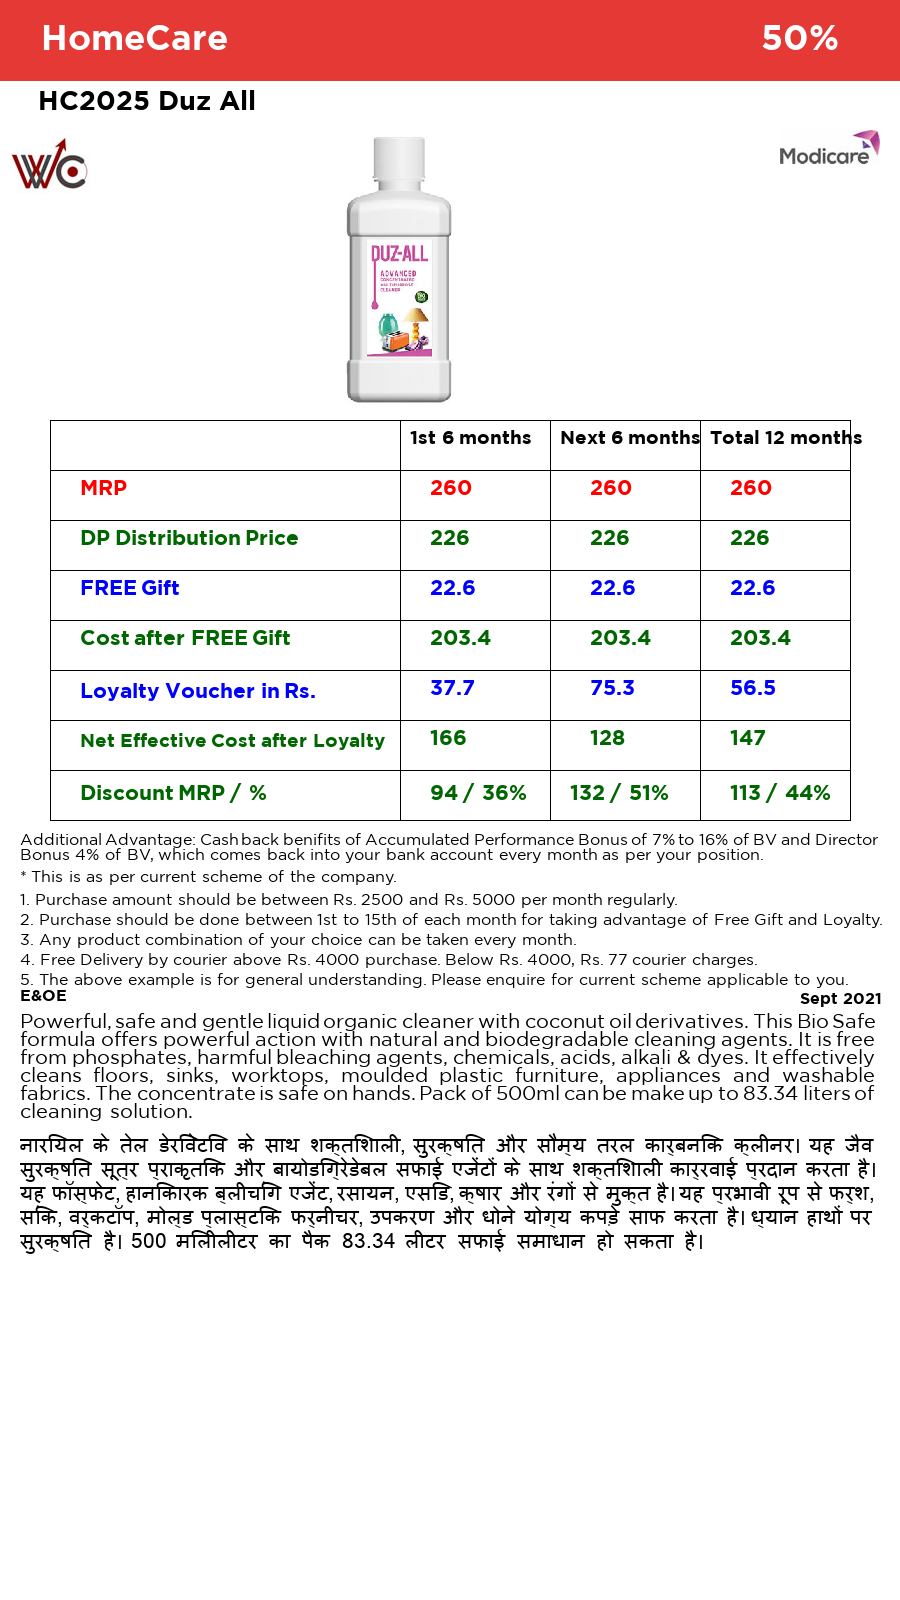 HomeCare 50%
HC2025 Duz All
WC
Modicare
DUZ-ALL
ADVANCED
CONCENTRATED
MULTIPURPOSE
CLEANER
1st 6 months Next 6 months Total 12 months
MRP 260 260 260
DP Distribution Price 226 226 226
FREE Gift 22.6 22.6 22.6
Cost after FREE Gift 203.4 203.4 203.4
Loyalty Voucher in Rs. 37.7 75.3 56.5
Net Effective Cost after Loyalty 166 128 147
Discount MRP / % 94 / 36% 132 / 51% 113 / 44%
Additional Advantage: Cash back benifits of Accumulated Performance Bonus of 7% to 16% of BV and Director
Bonus 4% of BV, which comes back into your bank account every month as per your position.
* This is as per current scheme of the company.
1. Purchase amount should be between Rs. 2500 and Rs. 5000 per month regularly.
2. Purchase should be done between 1st to 15th of each month for taking advantage of Free Gift and Loyalty.
3. Any product combination of your choice can be taken every month.
4. Free Delivery by courier above Rs. 4000 purchase. Below Rs. 4000, Rs. 77 courier charges.
5. The above example is for general understanding. Please enquire for current scheme applicable to you.
E&OE Sept 2021
Powerful, safe and gentle liquid organic cleaner with coconut oil derivatives. This Bio Safe
formula offers powerful action with natural and biodegradable cleaning agents. It is free
from phosphates, harmful bleaching agents, chemicals, acids, alkali & dyes. It effectively
cleans floors, sinks, worktops, moulded plastic furniture, appliances and washable
fabrics. The concentrate is safe on hands. Pack of 500ml can be make up to 83.34 liters of
cleaning solution.
नारियल के तेल डेरिवेटिव के साथ शक्तिशाली, सुरक्षित और सौम्य तरल कार्बनिक क्लीनर। यह जैव
सुरक्षित सूत्र प्राकृतिक और बायोडिग्रेडेबल सफाई एजेंटों के साथ शक्तिशाली कार्रवाई प्रदान करता है।
यह फॉस्फेट, हानिकारक ब्लीचिंग एजेंट, रसायन, एसिड, क्षार और रंगों से मुक्त है। यह प्रभावी रूप से फर्श,
सिंक, वर्कटॉप, मोल्ड प्लास्टिक फर्नीचर, उपकरण और धोने योग्य कपड़े साफ करता है। ध्यान हाथों पर
सुरक्षित है। 500 मिलीलीटर का पैक 83.34 लीटर सफाई समाधान हो सकता है।